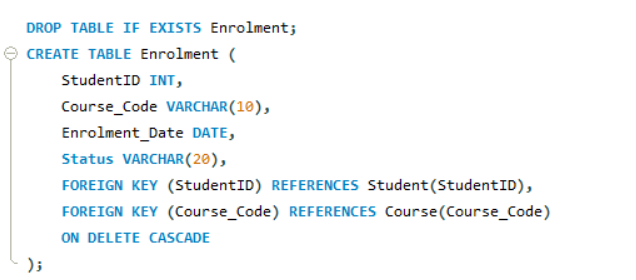 DROP TABLE IF EXISTS Enrolment;
CREATE TABLE Enrolment (
StudentID INT,
Course_Code VARCHAR(10),
Enrolment_Date DATE,
Status VARCHAR(20),
FOREIGN KEY (StudentID) REFERENCES Student(StudentID),
FOREIGN KEY (Course_Code) REFERENCES Course(Course_Code)
ON DELETE CASCADE
);